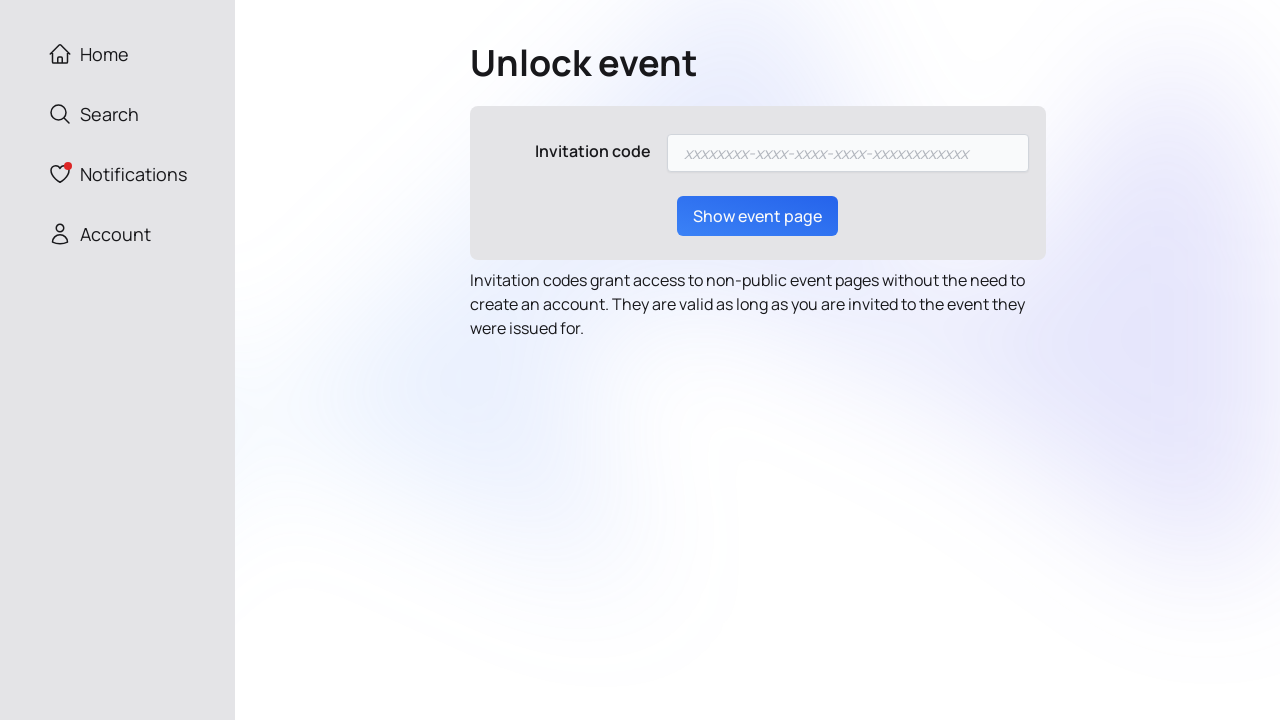 Home
Search
Notifications
Account
Unlock event
Invitation code
xxxxxxxx-xxxx-xxxx-xxxx-xxxxxxxxxxxx
Show event page
Invitation codes grant access to non-public event pages without the need to
create an account. They are valid as long as you are invited to the event they
were issued for.